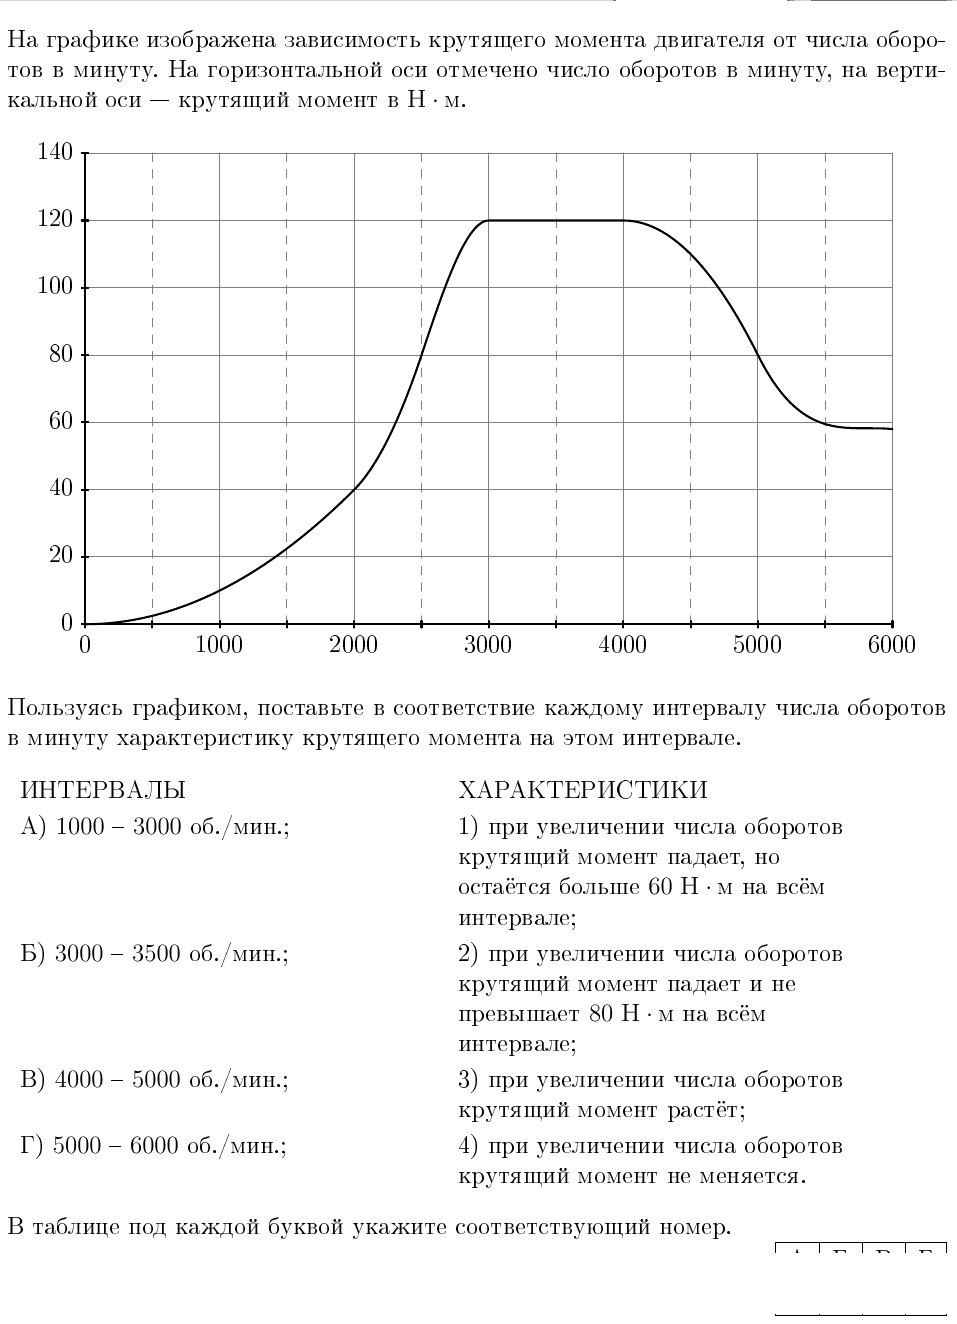 На графике изображена зависимость крутящего момента двигателя от числа оборо-
тов в минуту. На горизонтальной оси отмечено число оборотов в минуту, на верти-
кальной оси — крутящий момент в Н · м.
140
120
100
80
60
40
20
0
0 1000 2000 3000 4000 5000 6000
Пользуясь графиком, поставьте в соответствие каждому интервалу числа оборотов
в минуту характеристику крутящего момента на этом интервале.
ИНТЕРВАЛЫ ХАРАКТЕРИСТИКИ
А) 1000 – 3000 об./мин.; 1) при увеличении числа оборотов
крутящий момент падает, но
остаётся больше 60 Н · м на всём
интервале;
Б) 3000 – 3500 об./мин.; 2) при увеличении числа оборотов
крутящий момент падает и не
превышает 80 Н · м на всём
интервале;
В) 4000 – 5000 об./мин.; 3) при увеличении числа оборотов
крутящий момент растёт;
Г) 5000 – 6000 об./мин.; 4) при увеличении числа оборотов
крутящий момент не меняется.
В таблице под каждой буквой укажите соответствующий номер.